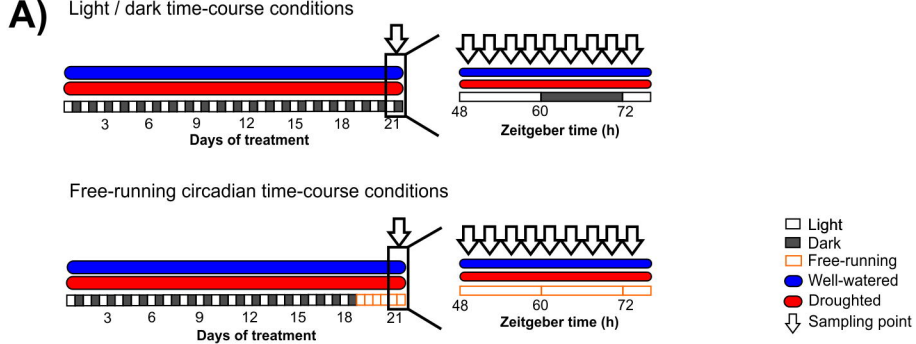 A)
Light / dark time-course conditions
3 6 9 12 15 18 21
Days of treatment
48 60 72
Zeitgeber time (h)
Free-running circadian time-course conditions
3 6 9 12 15 18 21
Days of treatment
48 60 72
Zeitgeber time (h)
Light
Dark
Free-running
Well-watered
Droughted
Sampling point